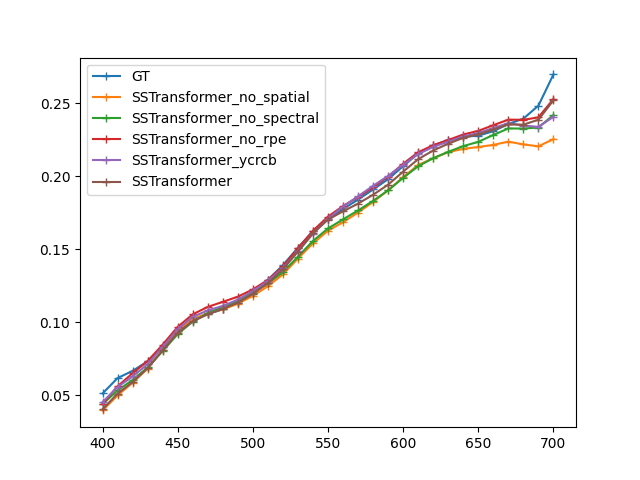 GT
SSTransformer_no_spatial
SSTransformer_no_spectral
SSTransformer_no_rpe
SSTransformer_ycrcb
SSTransformer
0.25
0.20
0.15
0.10
0.05
400 450 500 550 600 650 700